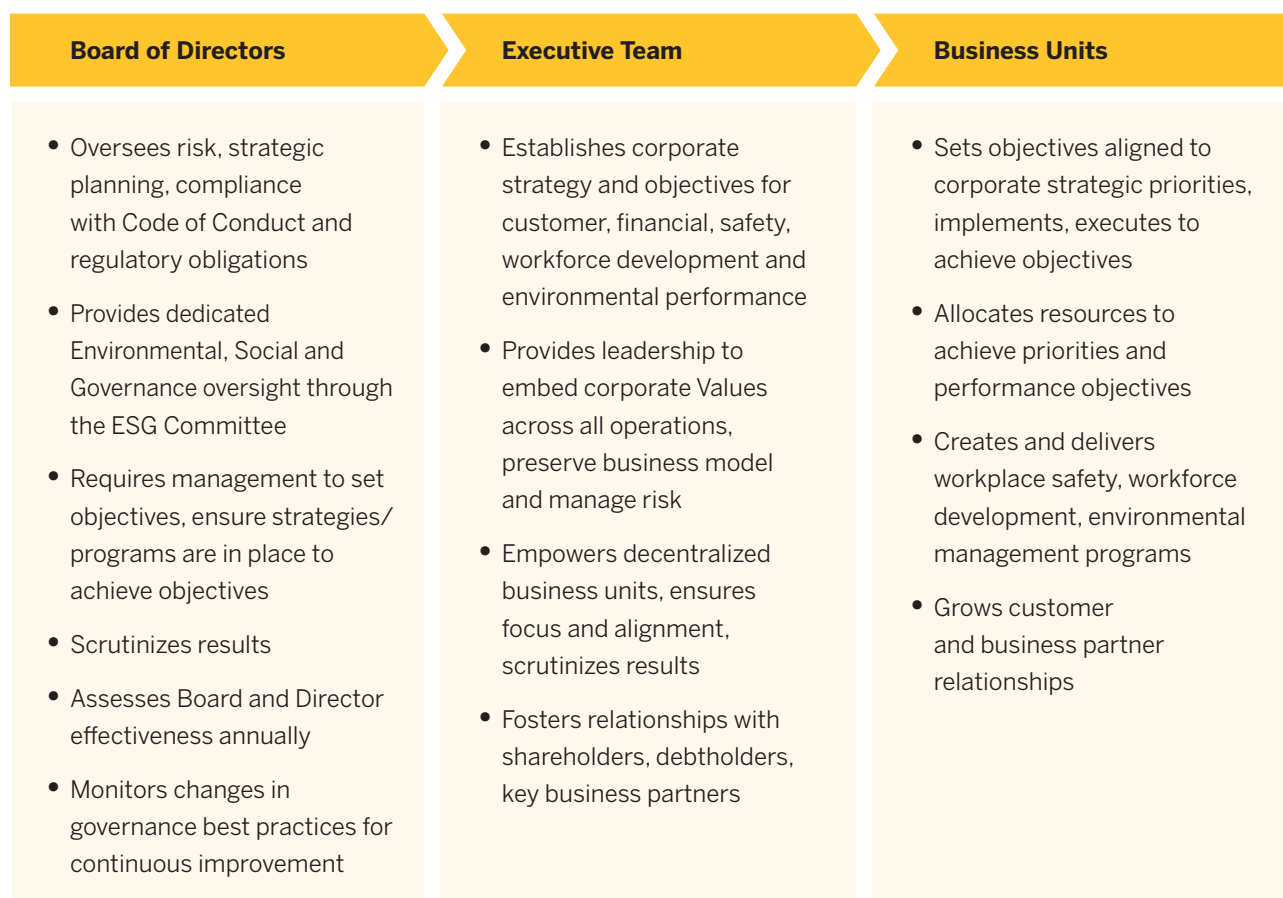 Board of Directors
• Oversees risk, strategic
planning, compliance
with Code of Conduct and
regulatory obligations
• Provides dedicated
Environmental, Social and
Governance oversight through
the ESG Committee
• Requires management to set
objectives, ensure strategies/
programs are in place to
achieve objectives
• Scrutinizes results
• Assesses Board and Director
effectiveness annually
• Monitors changes in
governance best practices for
continuous improvement
Executive Team
• Establishes corporate
strategy and objectives for
customer, financial, safety,
workforce development and
environmental performance
• Provides leadership to
embed corporate Values
across all operations,
preserve business model
and manage risk
• Empowers decentralized
business units, ensures
focus and alignment,
scrutinizes results
• Fosters relationships with
shareholders, debtholders,
key business partners
Business Units
• Sets objectives aligned to
corporate strategic priorities,
implements, executes to
achieve objectives
• Allocates resources to
achieve priorities and
performance objectives
• Creates and delivers
workplace safety, workforce
development, environmental
management programs
• Grows customer
and business partner
relationships